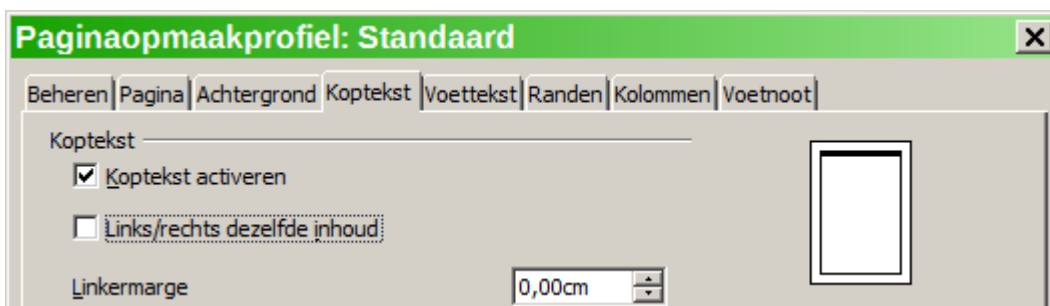 Paginaopmaakprofiel: Standaard
Beheren Pagina Achtergrond Koptekst Voettekst Randen Kolommen Voetnoot
Koptekst
Koptekst activeren
Links/rechts dezelfde inhoud
Linkermarge 0,00cm